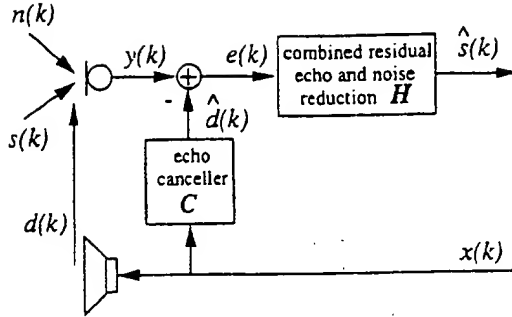 n(k)
y(k)
e(k)
combined residual
echo and noise
reduction H
ŝ(k)
-
s(k)
d̂(k)
echo
canceller
C
d(k)
x(k)